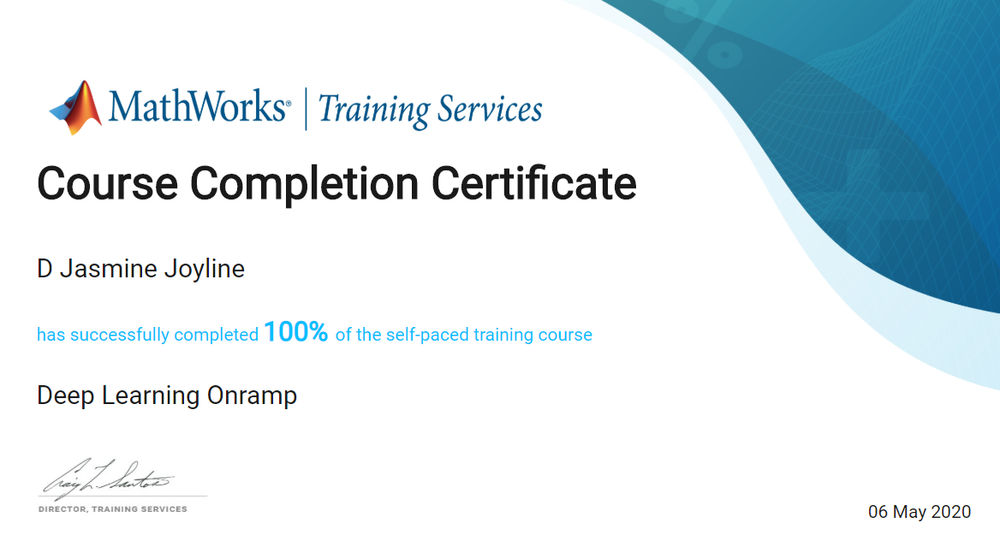 MathWorks® | Training Services
Course Completion Certificate
D Jasmine Joyline
has successfully completed 100% of the self-paced training course
Deep Learning Onramp
Craig L. Santos
DIRECTOR, TRAINING SERVICES
06 May 2020